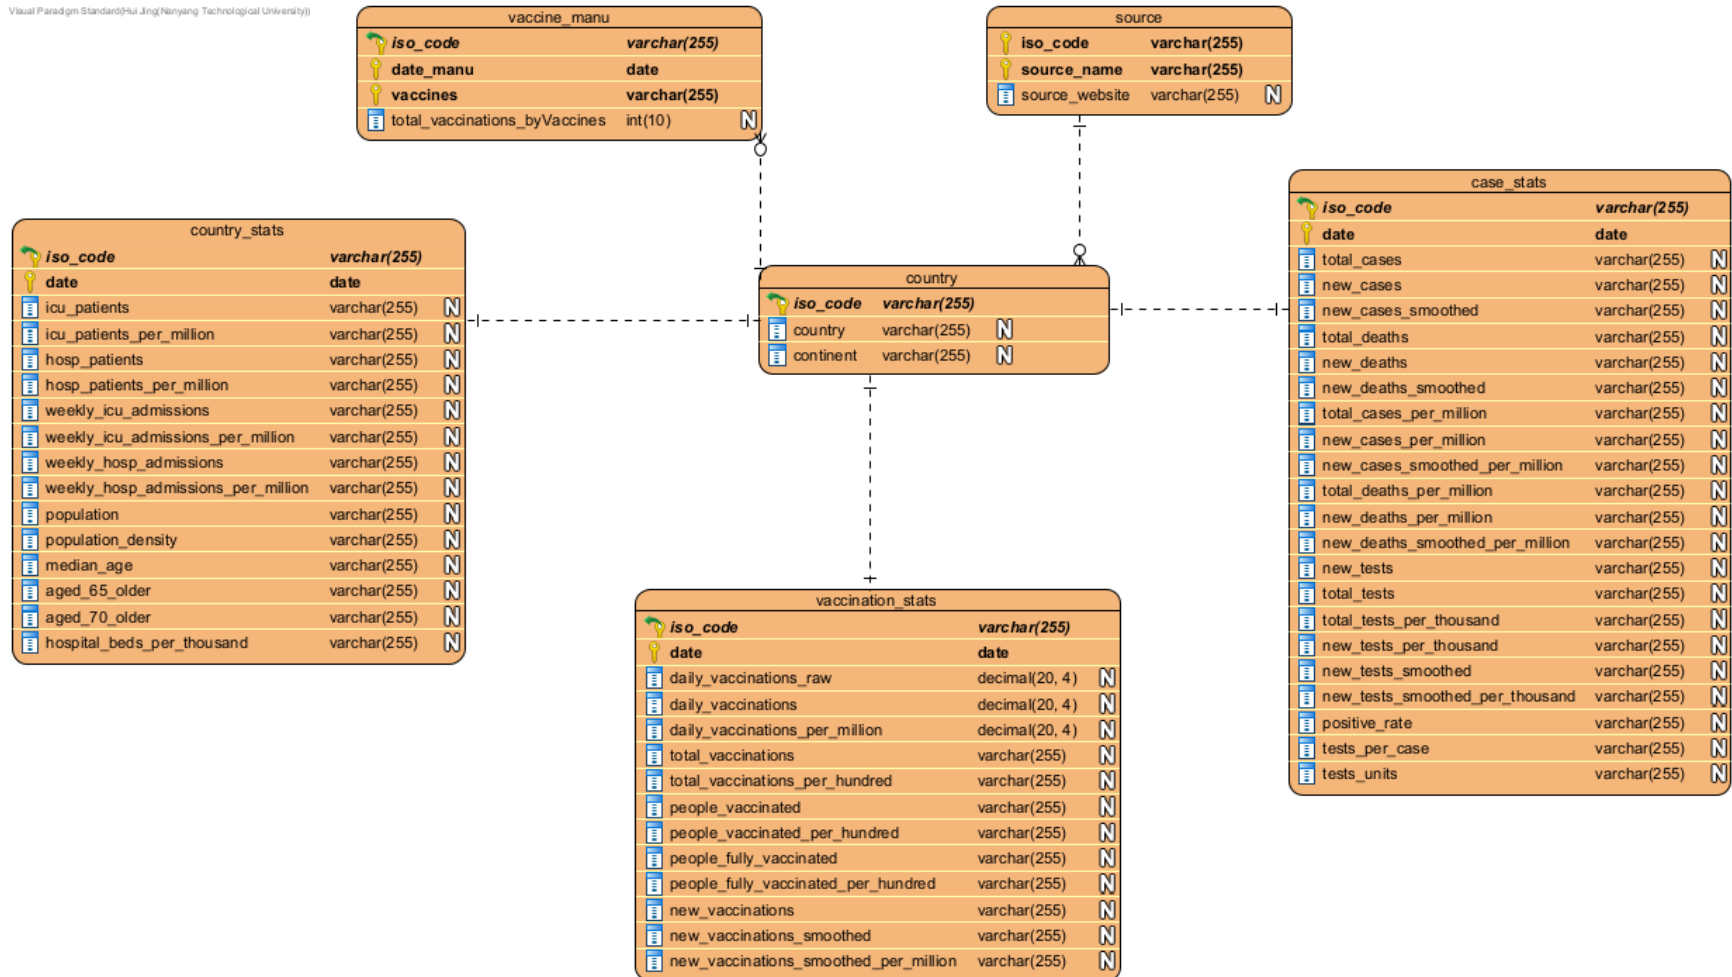 Visual Paradigm Standard(Hui Jing(Nanyang Technological University))
vaccine_manu
iso_code varchar(255)
date_manu date
vaccines varchar(255)
total_vaccinations_byVaccines int(10) N
source
iso_code varchar(255)
source_name varchar(255)
source_website varchar(255) N
country_stats
iso_code varchar(255)
date date
icu_patients varchar(255) N
icu_patients_per_million varchar(255) N
hosp_patients varchar(255) N
hosp_patients_per_million varchar(255) N
weekly_icu_admissions varchar(255) N
weekly_icu_admissions_per_million varchar(255) N
weekly_hosp_admissions varchar(255) N
weekly_hosp_admissions_per_million varchar(255) N
population varchar(255) N
population_density varchar(255) N
median_age varchar(255) N
aged_65_older varchar(255) N
aged_70_older varchar(255) N
hospital_beds_per_thousand varchar(255) N
country
iso_code varchar(255)
country varchar(255) N
continent varchar(255) N
case_stats
iso_code varchar(255)
date date
total_cases varchar(255) N
new_cases varchar(255) N
new_cases_smoothed varchar(255) N
total_deaths varchar(255) N
new_deaths varchar(255) N
new_deaths_smoothed varchar(255) N
total_cases_per_million varchar(255) N
new_cases_per_million varchar(255) N
new_cases_smoothed_per_million varchar(255) N
total_deaths_per_million varchar(255) N
new_deaths_per_million varchar(255) N
new_deaths_smoothed_per_million varchar(255) N
new_tests varchar(255) N
total_tests varchar(255) N
total_tests_per_thousand varchar(255) N
new_tests_per_thousand varchar(255) N
new_tests_smoothed varchar(255) N
new_tests_smoothed_per_thousand varchar(255) N
positive_rate varchar(255) N
tests_per_case varchar(255) N
tests_units varchar(255) N
vaccination_stats
iso_code varchar(255)
date date
daily_vaccinations_raw decimal(20, 4) N
daily_vaccinations decimal(20, 4) N
daily_vaccinations_per_million decimal(20, 4) N
total_vaccinations varchar(255) N
total_vaccinations_per_hundred varchar(255) N
people_vaccinated varchar(255) N
people_vaccinated_per_hundred varchar(255) N
people_fully_vaccinated varchar(255) N
people_fully_vaccinated_per_hundred varchar(255) N
new_vaccinations varchar(255) N
new_vaccinations_smoothed varchar(255) N
new_vaccinations_smoothed_per_million varchar(255) N